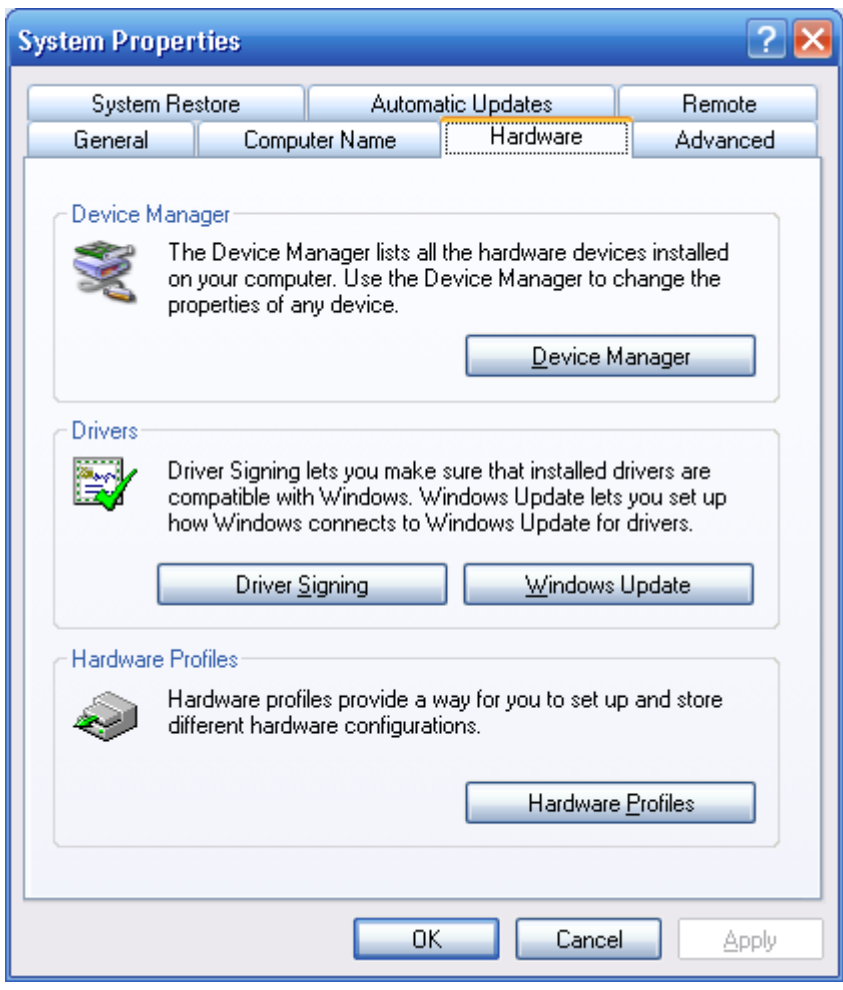 System Properties
System Restore Automatic Updates Remote
General Computer Name Hardware Advanced
Device Manager
The Device Manager lists all the hardware devices installed
on your computer. Use the Device Manager to change the
properties of any device.
Device Manager
Drivers
Driver Signing lets you make sure that installed drivers are
compatible with Windows. Windows Update lets you set up
how Windows connects to Windows Update for drivers.
Driver Signing Windows Update
Hardware Profiles
Hardware profiles provide a way for you to set up and store
different hardware configurations.
Hardware Profiles
OK Cancel Apply